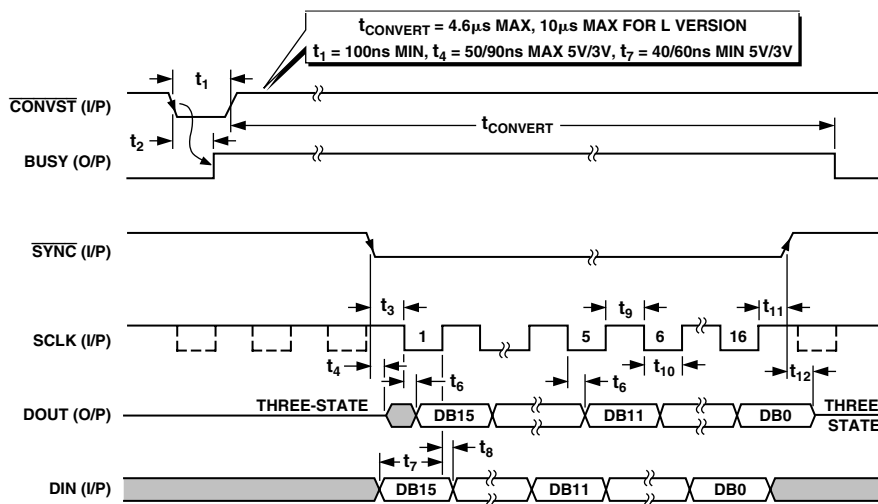 tCONVERT = 4.6µs MAX, 10µs MAX FOR L VERSION
t1 = 100ns MIN, t4 = 50/90ns MAX 5V/3V, t7 = 40/60ns MIN 5V/3V
t1
CONVST (I/P)
tCONVERT
t2
BUSY (O/P)
SYNC (I/P)
t3
t9
t11
SCLK (I/P)
1
5
6
16
t4
t6
t6
t10
t12
DOUT (O/P)
THREE-STATE
DB15
DB11
DB0
THREE
STATE
t7
t8
DIN (I/P)
DB15
DB11
DB0